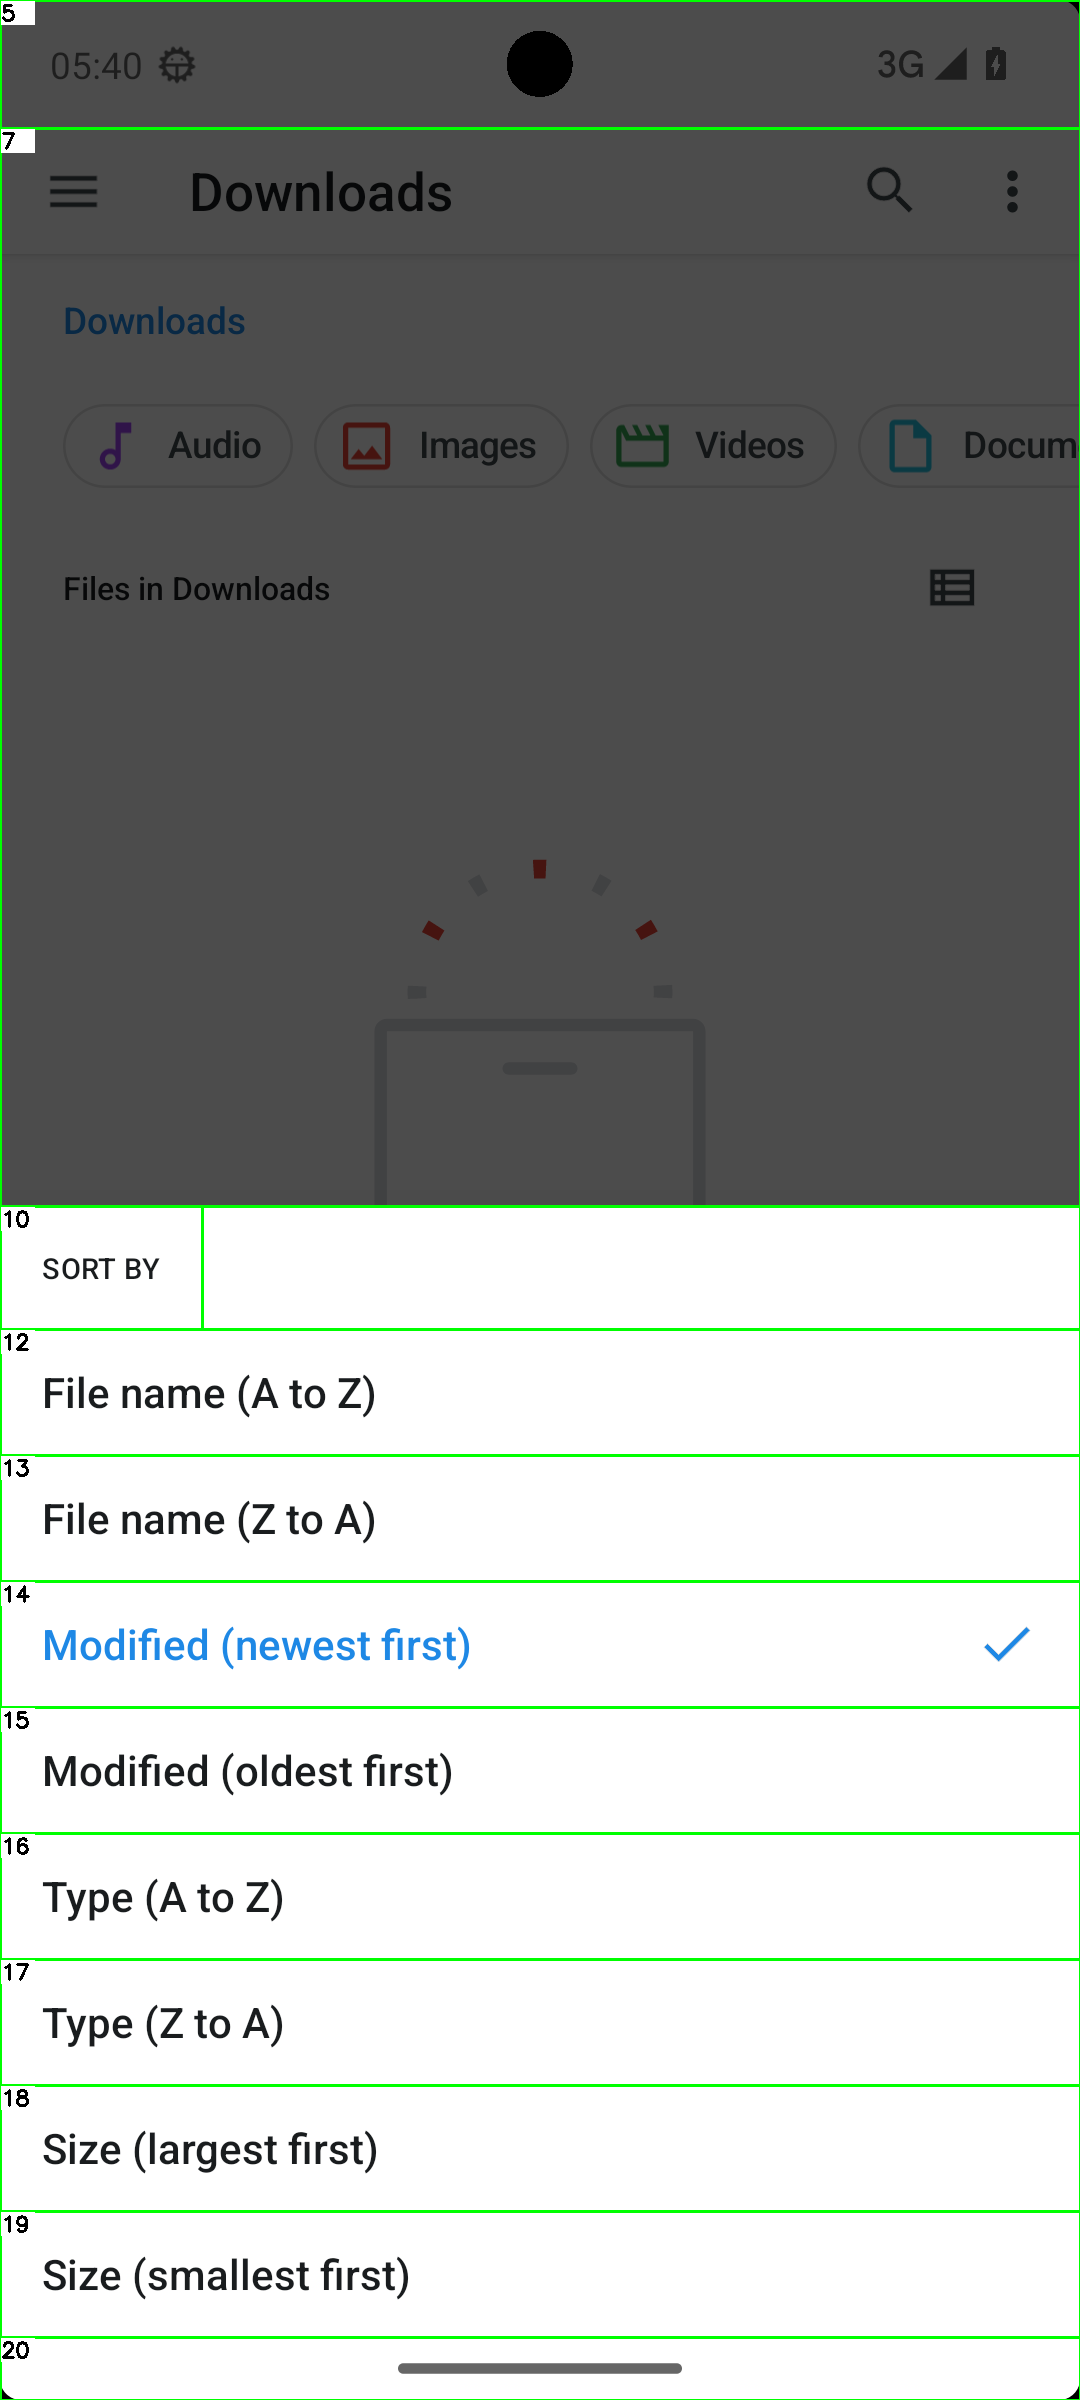 5
05:40
3G
7
Downloads
Downloads
Audio
Images
Videos
Docum
Files in Downloads
10
SORT BY
12
File name (A to Z)
13
File name (Z to A)
14
Modified (newest first)
15
Modified (oldest first)
16
Type (A to Z)
17
Type (Z to A)
18
Size (largest first)
19
Size (smallest first)
20